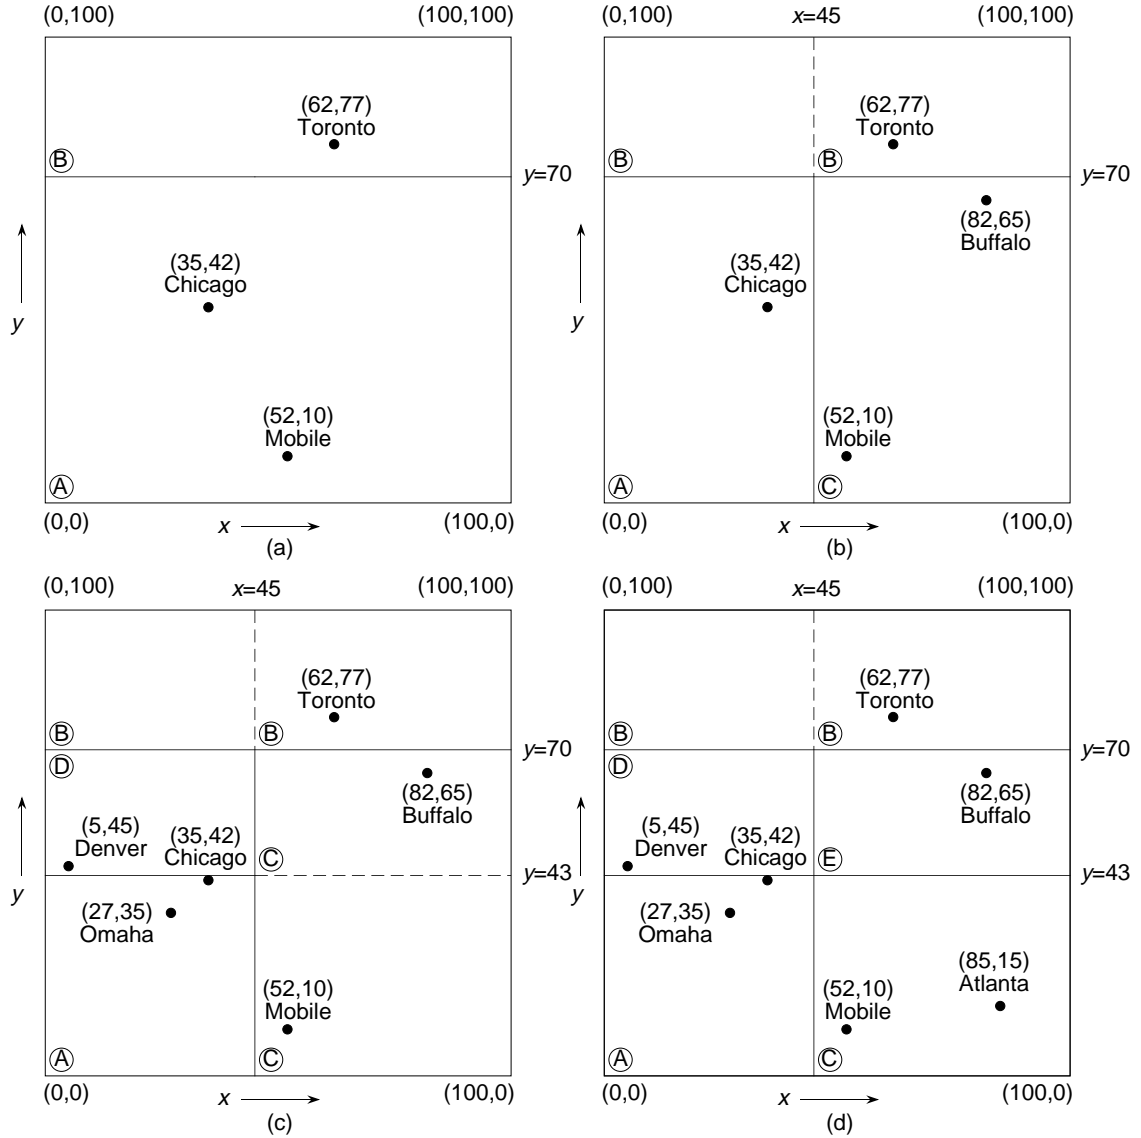 (0,100) (100,100)
(62,77)
Toronto
B
y=70
(35,42)
Chicago
y
(52,10)
Mobile
A
(0,0) x (100,0)
(a)
(0,100) x=45 (100,100)
(62,77)
Toronto
B B
y=70
(82,65)
Buffalo
(35,42)
Chicago
y
(52,10)
Mobile
A C
(0,0) x (100,0)
(b)
(0,100) x=45 (100,100)
(62,77)
Toronto
B B
y=70
D
(82,65)
Buffalo
(5,45)
Denver
(35,42)
Chicago
C
y=43
y
(27,35)
Omaha
(52,10)
Mobile
A C
(0,0) x (100,0)
(c)
(0,100) x=45 (100,100)
(62,77)
Toronto
B B
y=70
D
(82,65)
Buffalo
(5,45)
Denver
(35,42)
Chicago
E
y=43
y
(27,35)
Omaha
(85,15)
Atlanta
(52,10)
Mobile
A C
(0,0) x (100,0)
(d)